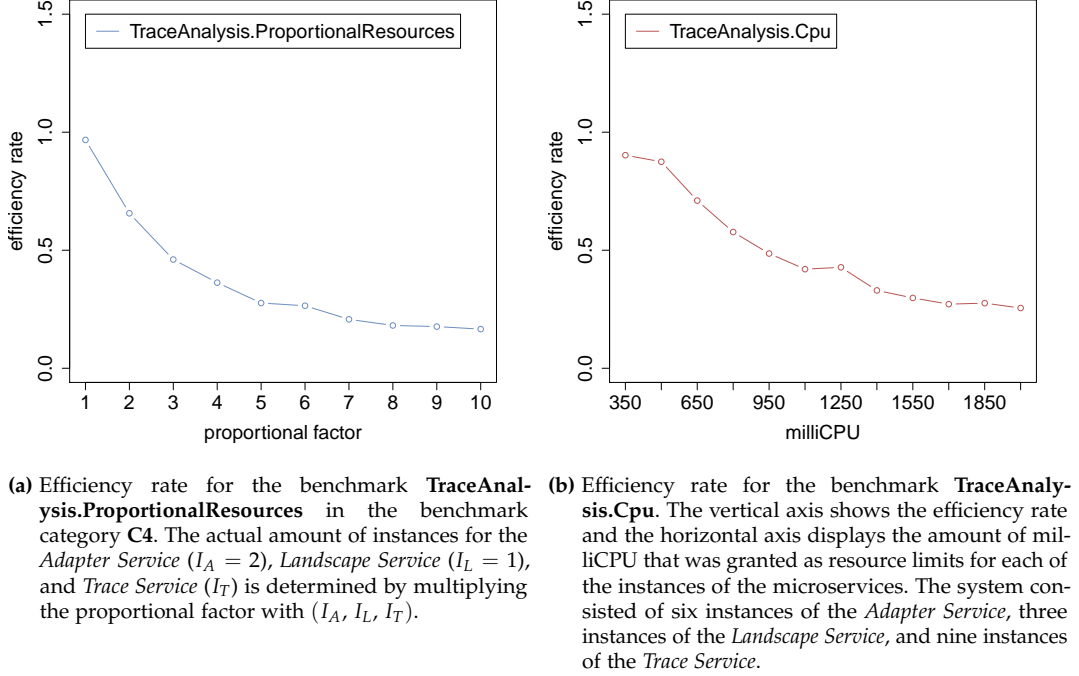 1.5
TraceAnalysis.ProportionalResources
1.0
efficiency rate
0.5
0.0
1 2 3 4 5 6 7 8 9 10
proportional factor
1.5
TraceAnalysis.Cpu
1.0
efficiency rate
0.5
0.0
350 650 950 1250 1550 1850
milliCPU
(a) Efficiency rate for the benchmark TraceAnal-
ysis.ProportionalResources in the benchmark
category C4. The actual amount of instances for the
Adapter Service (I_A = 2), Landscape Service (I_L = 1),
and Trace Service (I_T) is determined by multiplying
the proportional factor with (I_A, I_L, I_T).
(b) Efficiency rate for the benchmark TraceAnaly-
sis.Cpu. The vertical axis shows the efficiency rate
and the horizontal axis displays the amount of mil-
liCPU that was granted as resource limits for each of
the instances of the microservices. The system con-
sisted of six instances of the Adapter Service, three
instances of the Landscape Service, and nine instances
of the Trace Service.